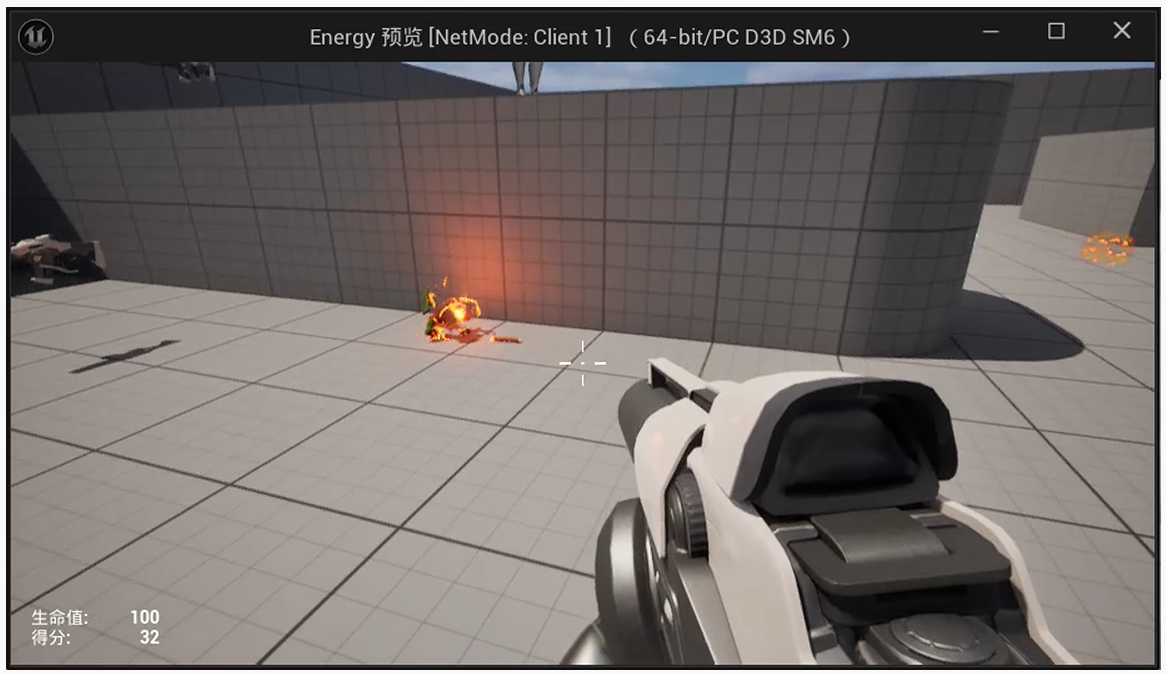 Energy 预览 [NetMode: Client 1] （ 64-bit/PC D3D SM6 ）
生命值: 100
得分: 32